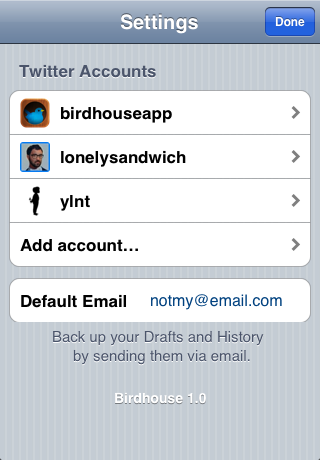 Settings
Done
Twitter Accounts
birdhouseapp
lonelysandwich
ylnt
Add account...
Default Email notmy@email.com
Back up your Drafts and History
by sending them via email.
Birdhouse 1.0